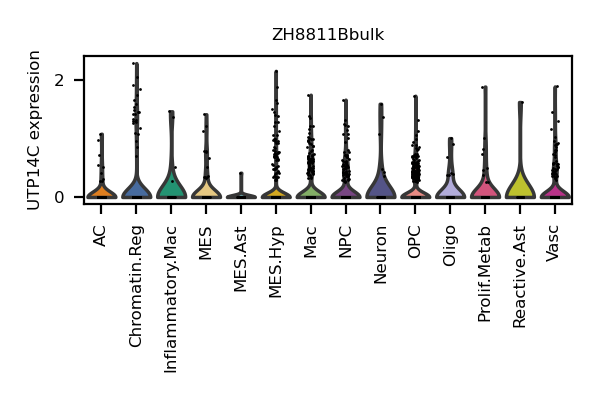 ZH8811Bbulk
UTP14C expression
2
0
AC
Chromatin.Reg
Inflammatory.Mac
MES
MES.Ast
MES.Hyp
Mac
NPC
Neuron
OPC
Oligo
Prolif.Metab
Reactive.Ast
Vasc